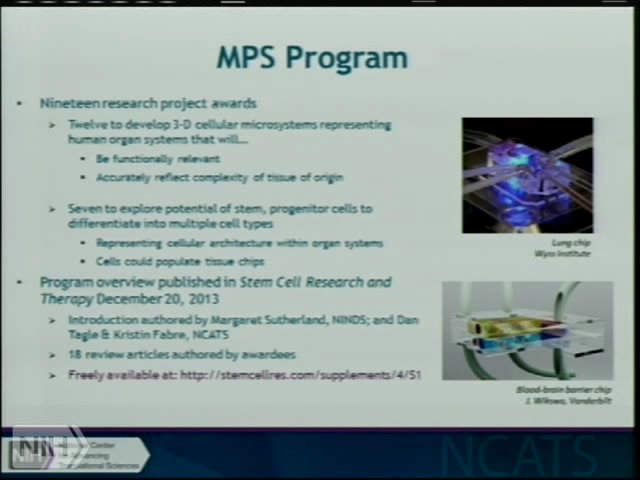 MPS Program
• Nineteen research project awards
➢ Twelve to develop 3-D cellular microsystems representing
human organ systems that will…
▪ Be functionally relevant
▪ Accurately reflect complexity of tissue of origin
➢ Seven to explore potential of stem, progenitor cells to
differentiate into multiple cell types
▪ Representing cellular architecture within organ systems
▪ Cells could populate tissue chips
• Program overview published in Stem Cell Research and
Therapy December 20, 2013
➢ Introduction authored by Margaret Sutherland, NINDS; and Dan
Tagle & Kristin Fabre, NCATS
➢ 18 review articles authored by awardees
➢ Freely available at: http://stemcellres.com/supplements/4/S1
Lung chip
Wyss Institute
Blood-brain barrier chip
J. Wikswo, Vanderbilt
NIH
Center
Advancing
Translational Sciences
NCATS